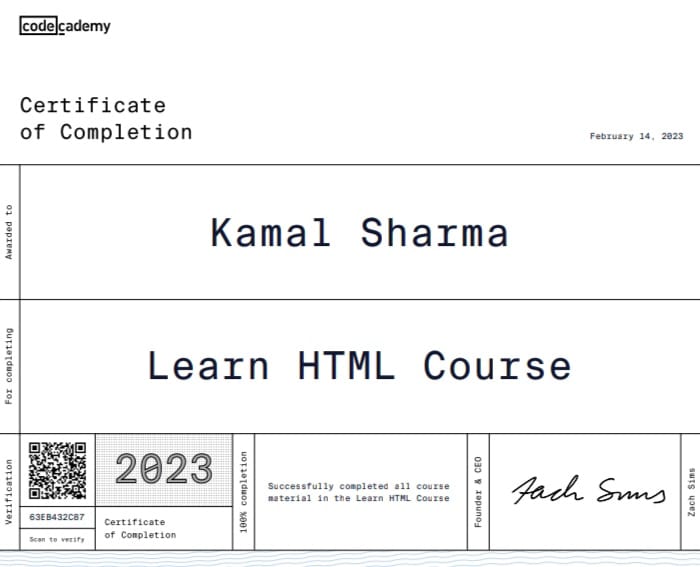 codecademy
Certificate
of Completion
February 14, 2023
Awarded to
Kamal Sharma
For completing
Learn HTML Course
Verification
63EB432C87
Scan to verify
2023
Certificate
of Completion
100% completion
Successfully completed all course
material in the Learn HTML Course
Founder & CEO
Zach Sims
Zach Sims